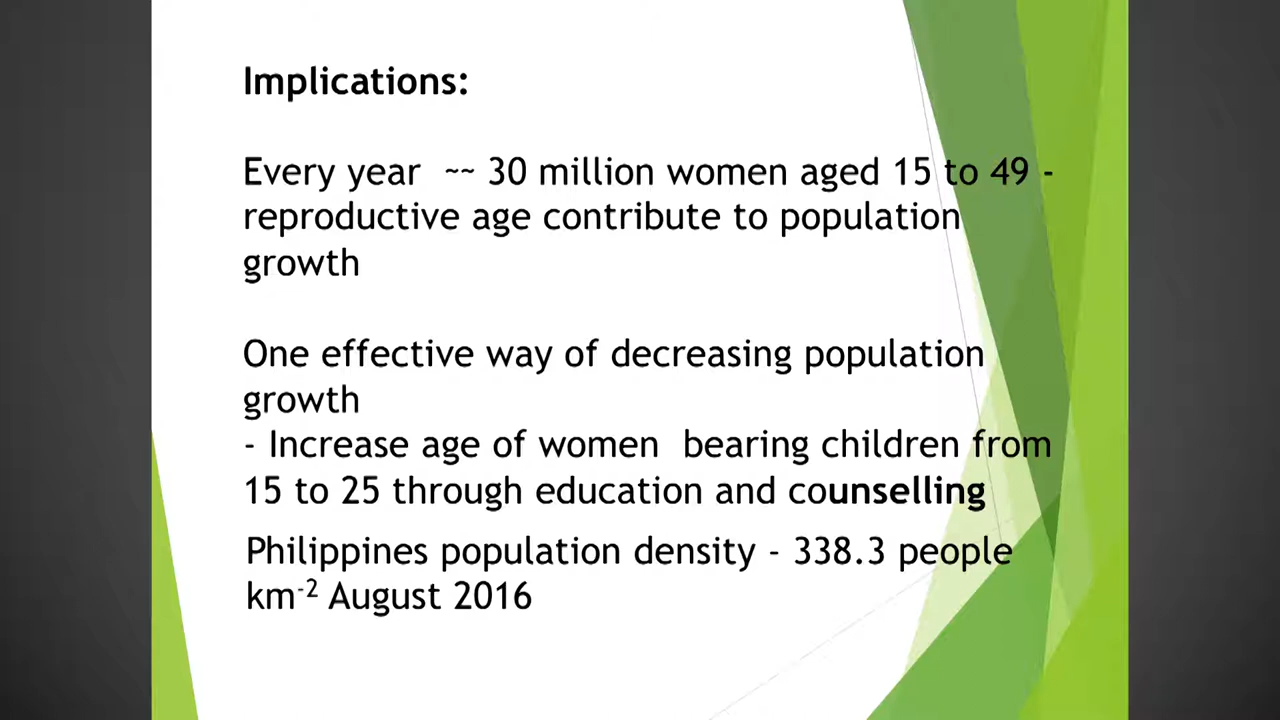 Implications:
Every year ~~ 30 million women aged 15 to 49 -
reproductive age contribute to population
growth
One effective way of decreasing population
growth
- Increase age of women bearing children from
15 to 25 through education and counselling
Philippines population density - 338.3 people
km⁻² August 2016